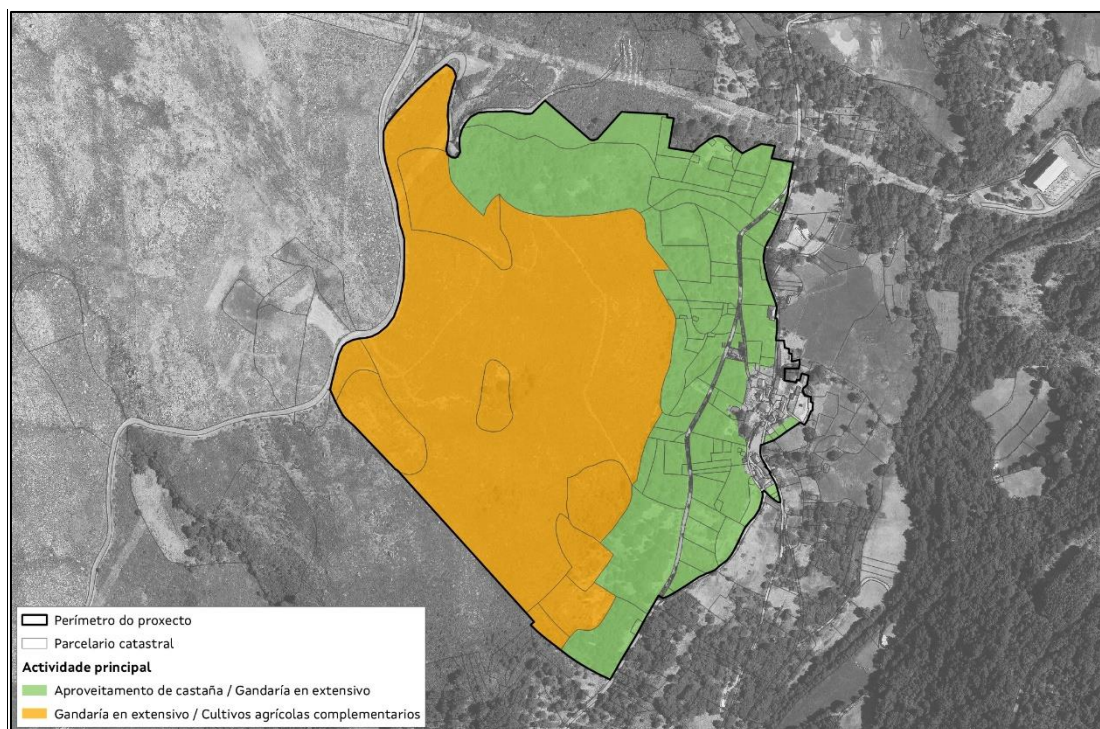 Perímetro do proxecto
Parcelario catastral
Actividade principal
Aproveitamento de castaña / Gandaría en extensivo
Gandaría en extensivo / Cultivos agrícolas complementarios